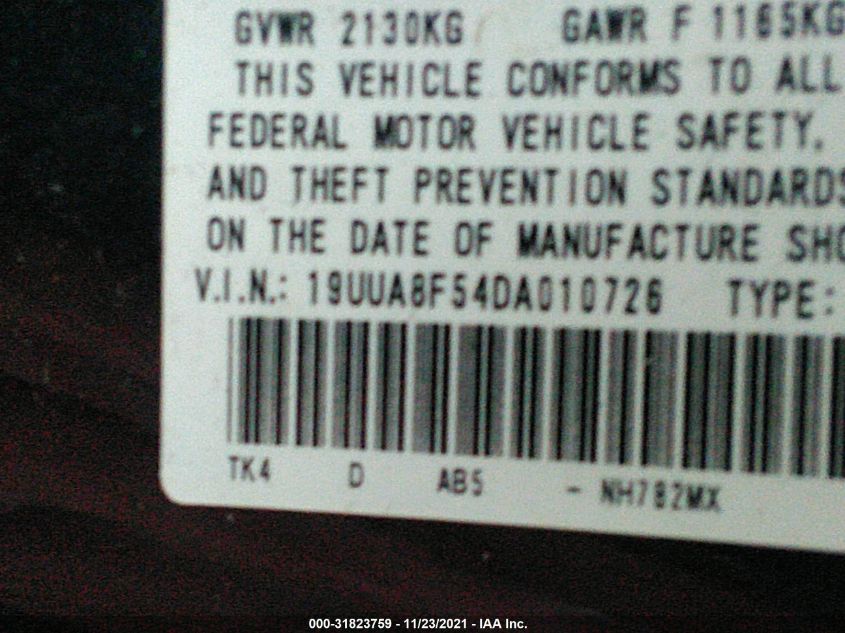 GVWR 2130KG GAWR F 1165KG
THIS VEHICLE CONFORMS TO ALL
FEDERAL MOTOR VEHICLE SAFETY,
AND THEFT PREVENTION STANDARDS
ON THE DATE OF MANUFACTURE SHO
V.I.N.: 19UUA8F54DA010726 TYPE:
TK4 D AB5 - NH782MX
000-31823759 - 11/23/2021 - IAA Inc.